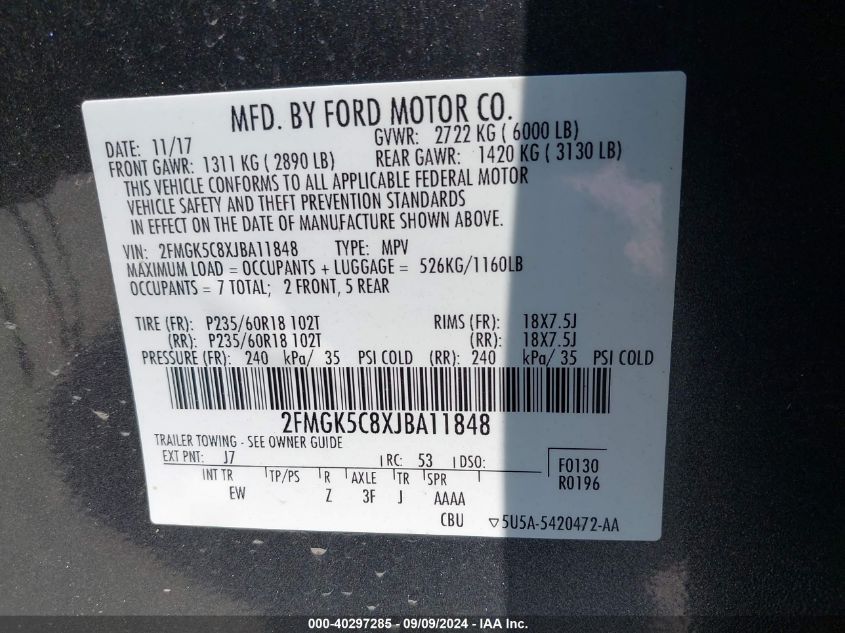 MFD. BY FORD MOTOR CO.
DATE: 11/17 GVWR: 2722 KG ( 6000 LB)
FRONT GAWR: 1311 KG ( 2890 LB) REAR GAWR: 1420 KG ( 3130 LB)
THIS VEHICLE CONFORMS TO ALL APPLICABLE FEDERAL MOTOR
VEHICLE SAFETY AND THEFT PREVENTION STANDARDS
IN EFFECT ON THE DATE OF MANUFACTURE SHOWN ABOVE.
VIN: 2FMGK5C8XJBA11848 TYPE: MPV
MAXIMUM LOAD = OCCUPANTS + LUGGAGE = 526KG/1160LB
OCCUPANTS = 7 TOTAL; 2 FRONT, 5 REAR
TIRE (FR): P235/60R18 102T RIMS (FR): 18X7.5J
(RR): P235/60R18 102T (RR): 18X7.5J
PRESSURE (FR): 240 kPa/ 35 PSI COLD (RR): 240 kPa/ 35 PSI COLD
2FMGK5C8XJBA11848
TRAILER TOWING - SEE OWNER GUIDE
EXT PNT: J7 RC: 53 DSO: F0130
INT TR TP/PS R AXLE TR SPR R0196
EW Z 3F J AAAA
CBU ▽5U5A-5420472-AA
000-40297285 - 09/09/2024 - IAA Inc.